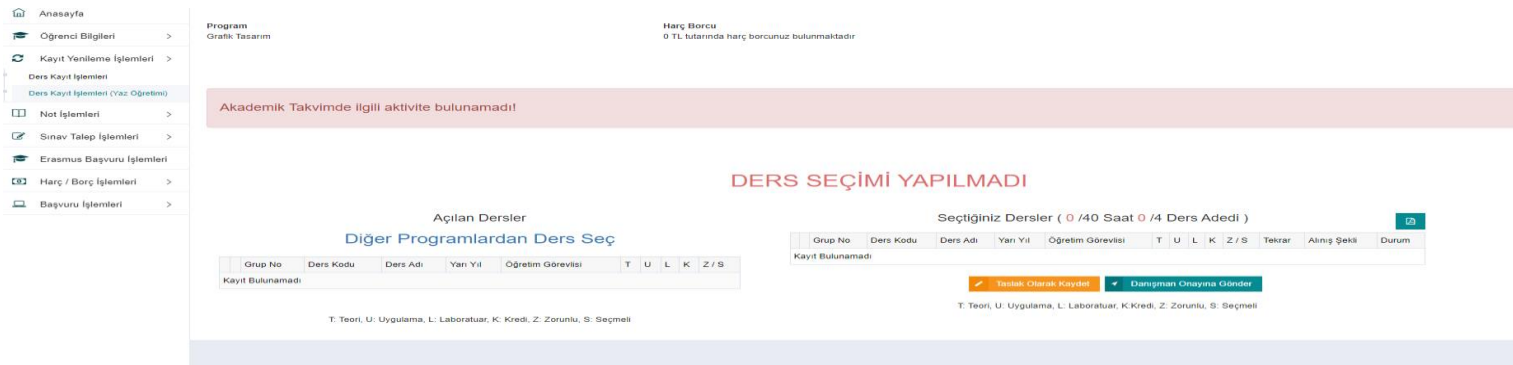 Anasayfa
Öğrenci Bilgileri >
Kayıt Yenileme İşlemleri >
Ders Kayıt İşlemleri
Ders Kayıt İşlemleri (Yaz Öğretimi)
Not İşlemleri >
Sınav Talep İşlemleri >
Erasmus Başvuru İşlemleri
Harç / Borç İşlemleri >
Başvuru İşlemleri >
Program
Grafik Tasarım
Harç Borcu
0 TL tutarında harç borcunuz bulunmaktadır
Akademik Takvimde ilgili aktivite bulunamadı!
DERS SEÇİMİ YAPILMADI
Açılan Dersler
Diğer Programlardan Ders Seç
Grup No Ders Kodu Ders Adı Yarı Yıl Öğretim Görevlisi T U L K Z / S
Kayıt Bulunamadı
T: Teori, U: Uygulama, L: Laboratuar, K: Kredi, Z: Zorunlu, S: Seçmeli
Seçtiğiniz Dersler ( 0 /40 Saat 0 /4 Ders Adedi )
Grup No Ders Kodu Ders Adı Yarı Yıl Öğretim Görevlisi T U L K Z / S Tekrar Alınış Şekli Durum
Kayıt Bulunamadı
Taslak Olarak Kaydet Danışman Onayına Gönder
T: Teori, U: Uygulama, L: Laboratuar, K:Kredi, Z: Zorunlu, S: Seçmeli